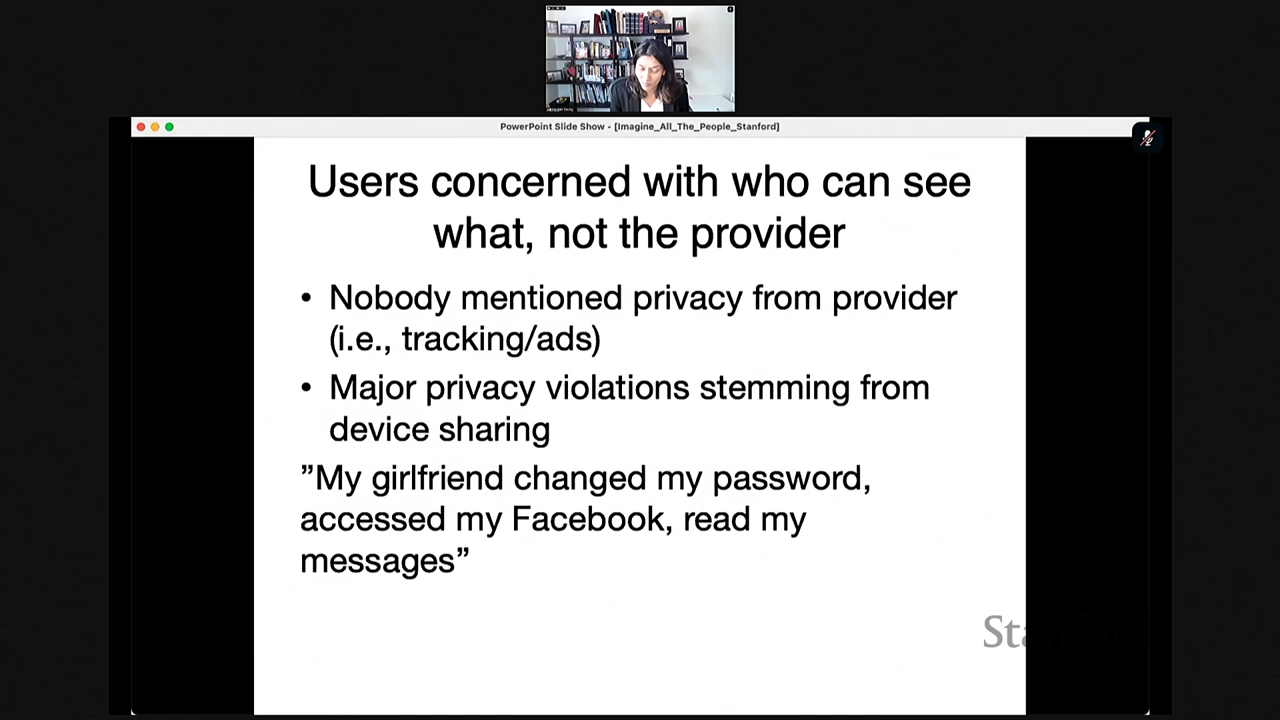 PowerPoint Slide Show - [Imagine_All_The_People_Stanford]
Users concerned with who can see
what, not the provider
• Nobody mentioned privacy from provider
(i.e., tracking/ads)
• Major privacy violations stemming from
device sharing
”My girlfriend changed my password,
accessed my Facebook, read my
messages”
Stanford